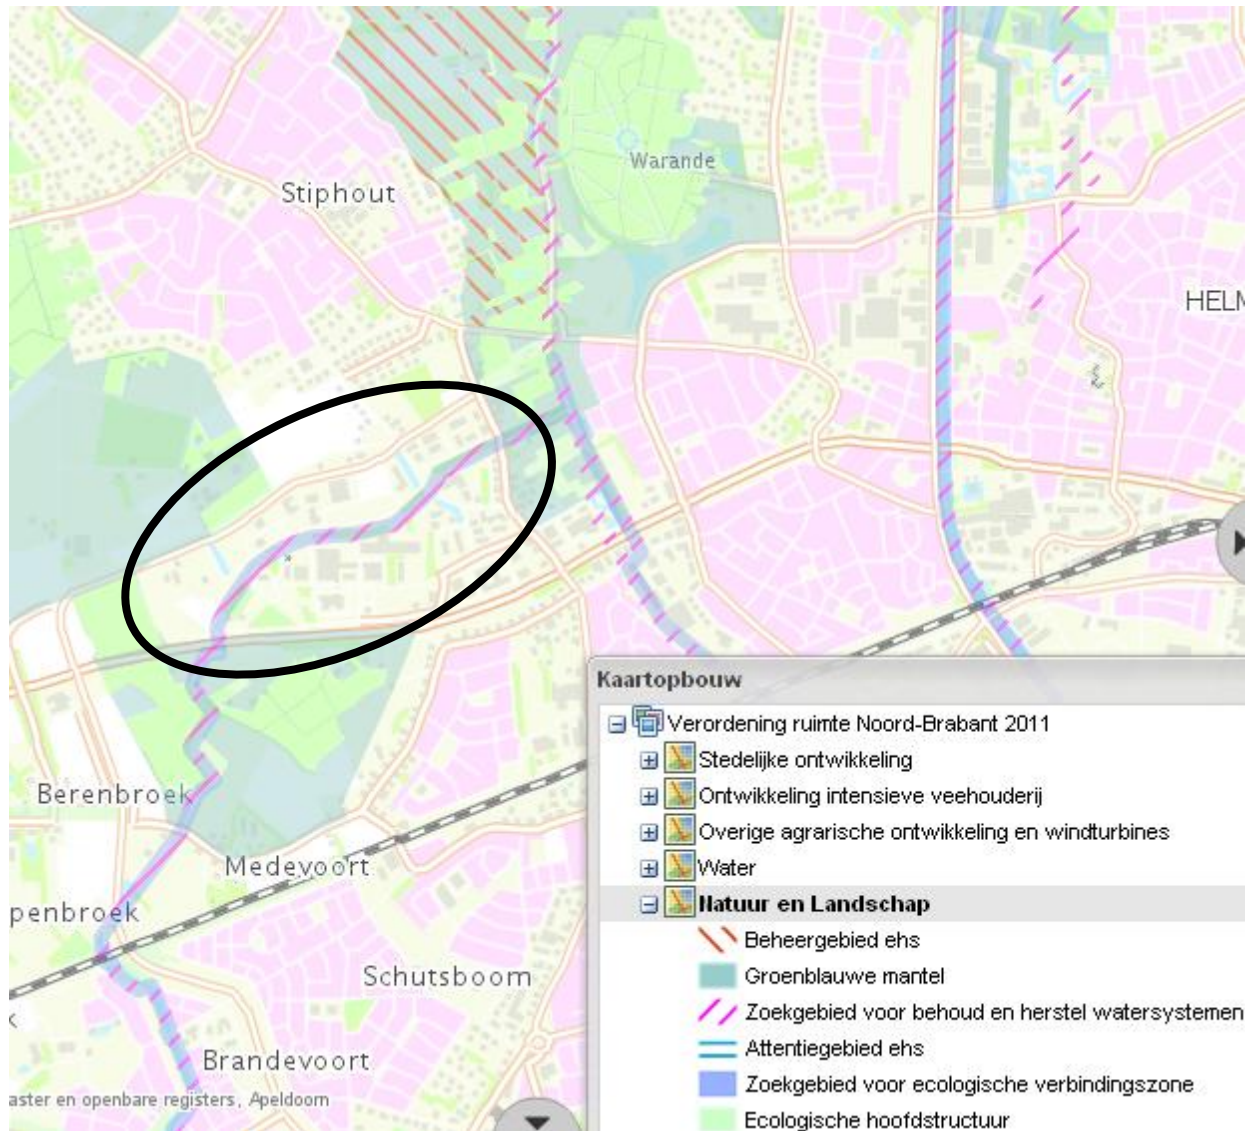 Warande
Stiphout
HELM
Kaartopbouw
Verordening ruimte Noord-Brabant 2011
Stedelijke ontwikkeling
Ontwikkeling intensieve veehouderij
Overige agrarische ontwikkeling en windturbines
Water
Natuur en Landschap
Beheergebied ehs
Groenblauwe mantel
Zoekgebied voor behoud en herstel watersystemen
Attentiegebied ehs
Zoekgebied voor ecologische verbindingszone
Ecologische hoofdstructuur
Berenbroek
Medevoort
penbroek
Schutsboom
k
Brandevoort
aster en openbare registers, Apeldoorn